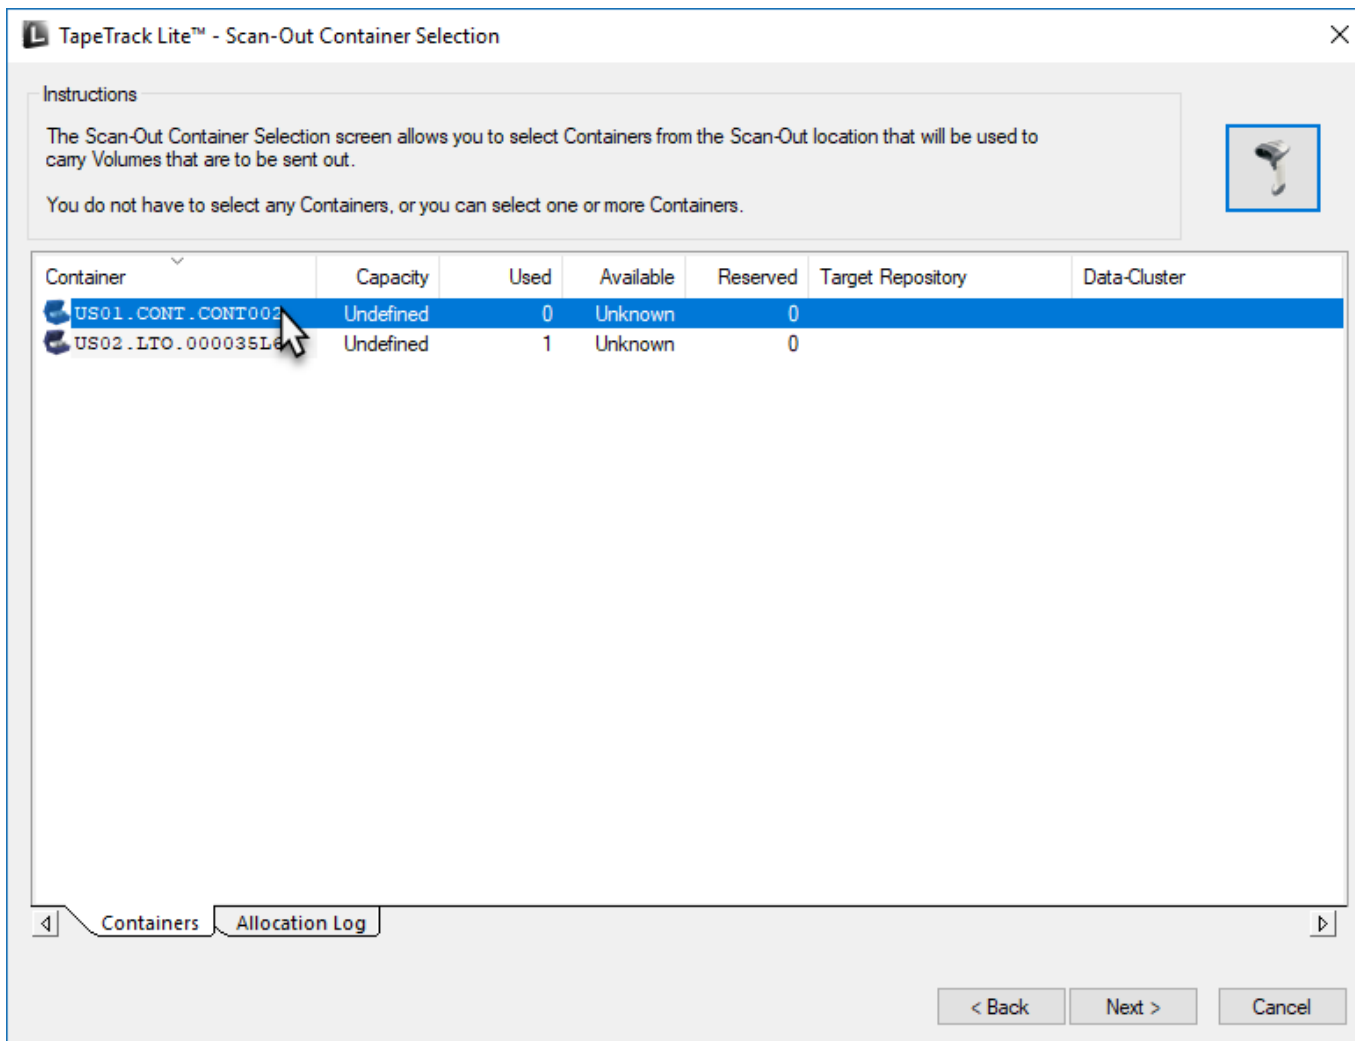 TapeTrack Lite™ - Scan-Out Container Selection
Instructions
The Scan-Out Container Selection screen allows you to select Containers from the Scan-Out location that will be used to
carry Volumes that are to be sent out.
You do not have to select any Containers, or you can select one or more Containers.
Container Capacity Used Available Reserved Target Repository Data-Cluster
US01.CONT.CONT002 Undefined 0 Unknown 0
Undefined 1 Unknown 0
Containers Allocation Log
< Back Next > Cancel